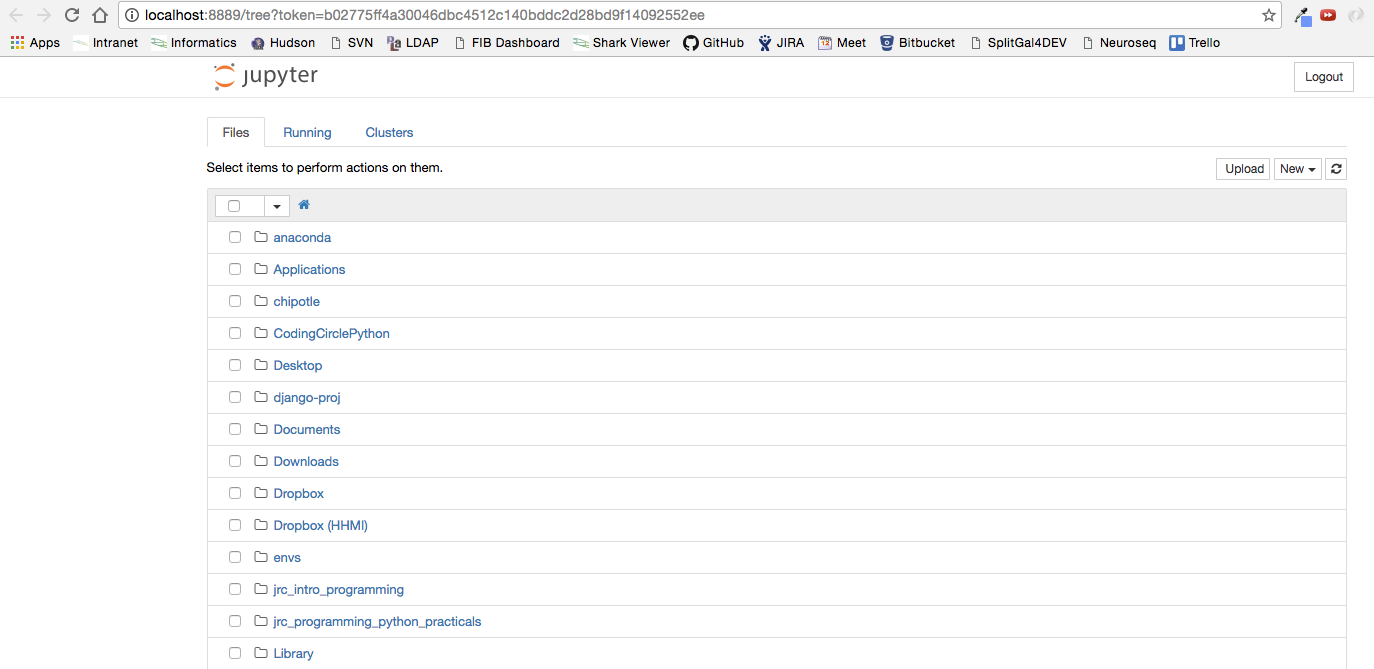 localhost:8889/tree?token=b02775ff4a30046dbc4512c140bddc2d28bd9f14092552ee
Apps Intranet Informatics Hudson SVN LDAP FIB Dashboard Shark Viewer GitHub JIRA Meet Bitbucket SplitGal4DEV Neuroseq Trello
jupyter Logout
Files Running Clusters
Select items to perform actions on them. Upload New
anaconda
Applications
chipotle
CodingCirclePython
Desktop
django-proj
Documents
Downloads
Dropbox
Dropbox (HHMI)
envs
jrc_intro_programming
jrc_programming_python_practicals
Library